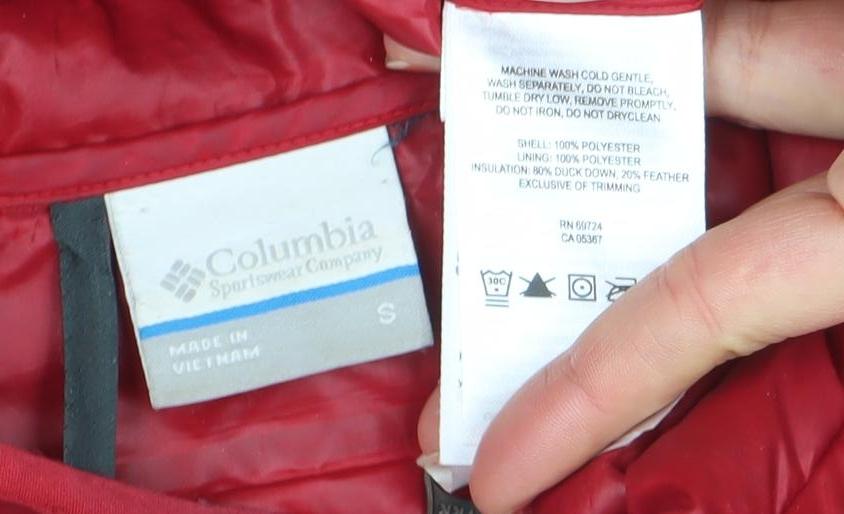 Columbia
Sportswear Company
S
MADE IN
VIETNAM
MACHINE WASH COLD GENTLE,
WASH SEPARATELY, DO NOT BLEACH,
TUMBLE DRY LOW, REMOVE PROMPTLY,
DO NOT IRON, DO NOT DRYCLEAN
SHELL: 100% POLYESTER
LINING: 100% POLYESTER
INSULATION: 80% DUCK DOWN, 20% FEATHER
EXCLUSIVE OF TRIMMING
RN 69724
CA 05367
30C